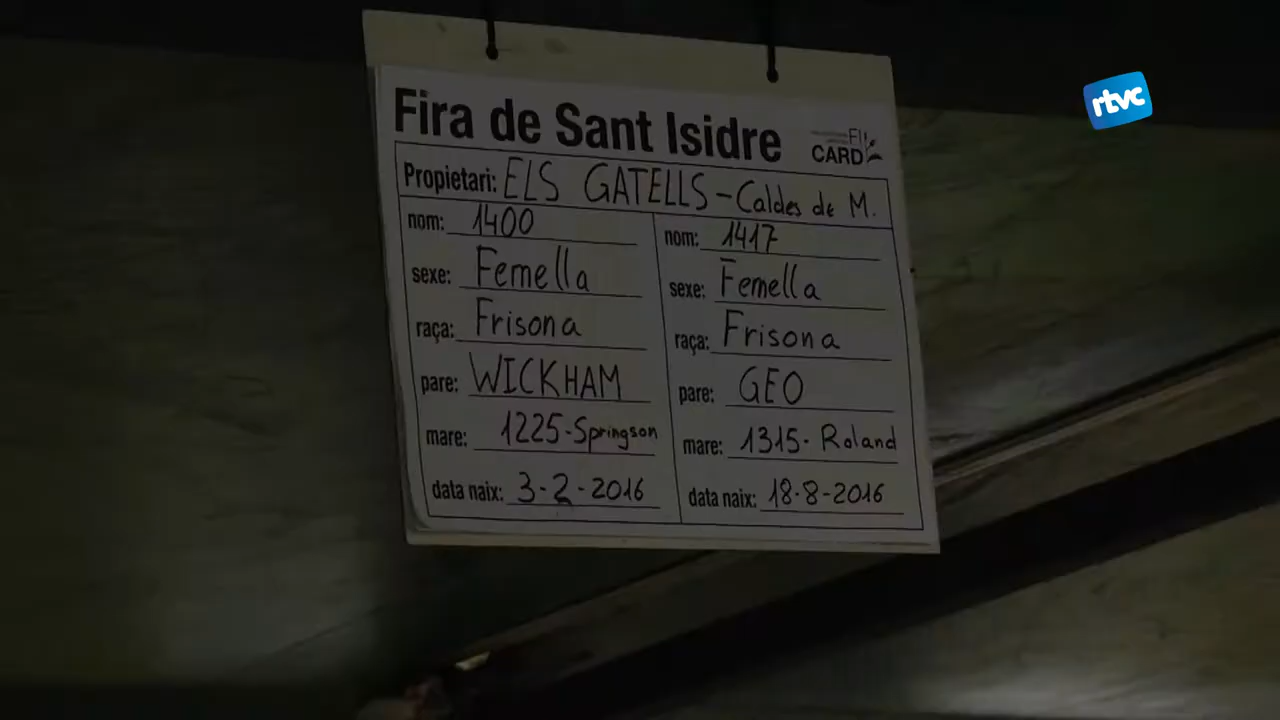 rtvc
Fira de Sant Isidre
FI
CARD
Propietari: ELS GATELLS - Caldes de M.
nom: 1400
sexe: Femella
raça: Frisona
pare: WICKHAM
mare: 1225-Springson
data naix: 3-2-2016
nom: 1417
sexe: Femella
raça: Frisona
pare: GEO
mare: 1315- Roland
data naix: 18-8-2016